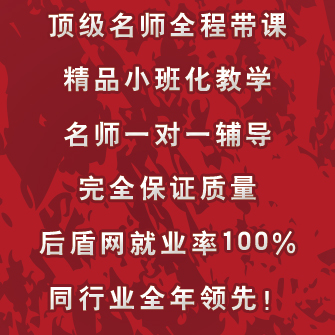 顶级名师全程带课
精品小班化教学
名师一对一辅导
完全保证质量
后盾网就业率100%
同行业全年领先！